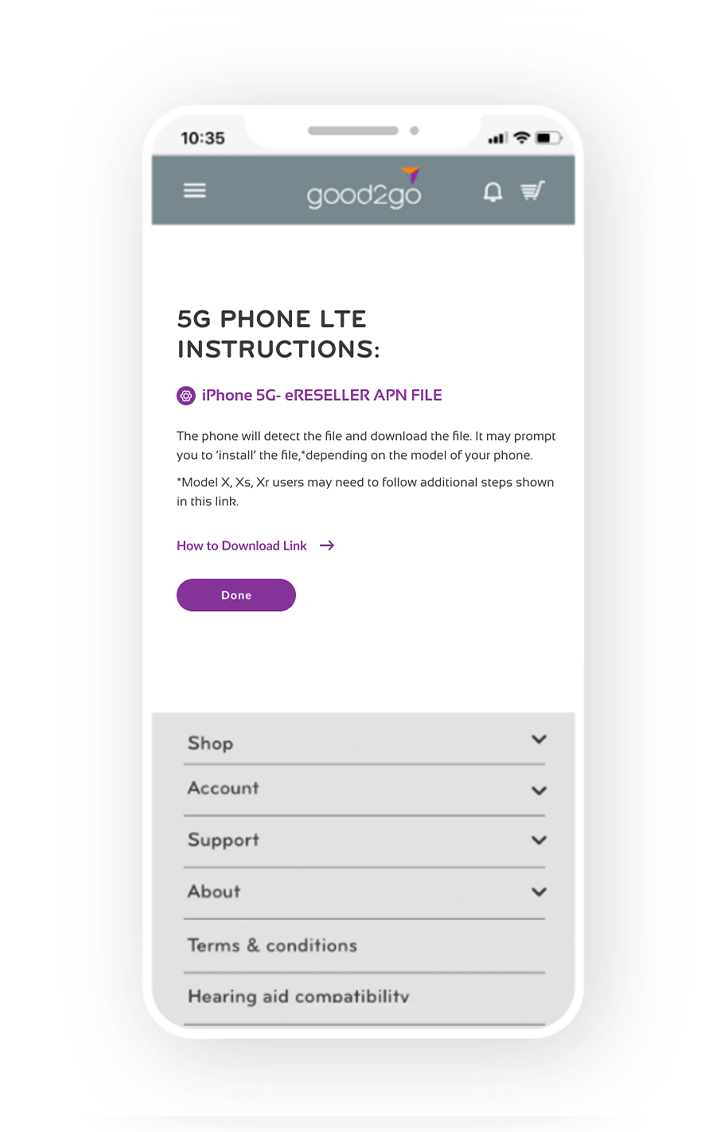 10:35
good2go
5G PHONE LTE
INSTRUCTIONS:
iPhone 5G- eRESELLER APN FILE
The phone will detect the file and download the file. It may prompt
you to ‘install’ the file,*depending on the model of your phone.
*Model X, Xs, Xr users may need to follow additional steps shown
in this link.
How to Download Link
Done
Shop
Account
Support
About
Terms & conditions
Hearing aid compatibility